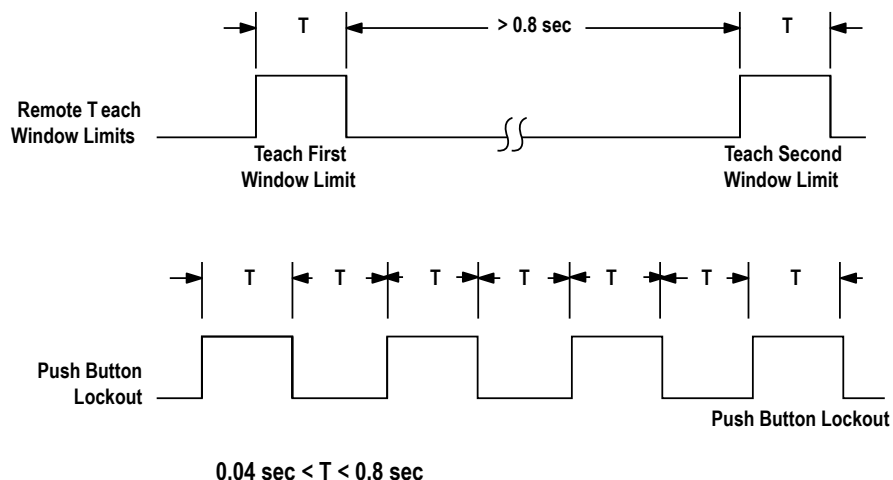 T > 0.8 sec T
Remote T each
Window Limits
Teach First
Window Limit
Teach Second
Window Limit
T T T T T T T
Push Button
Lockout
Push Button Lockout
0.04 sec < T < 0.8 sec